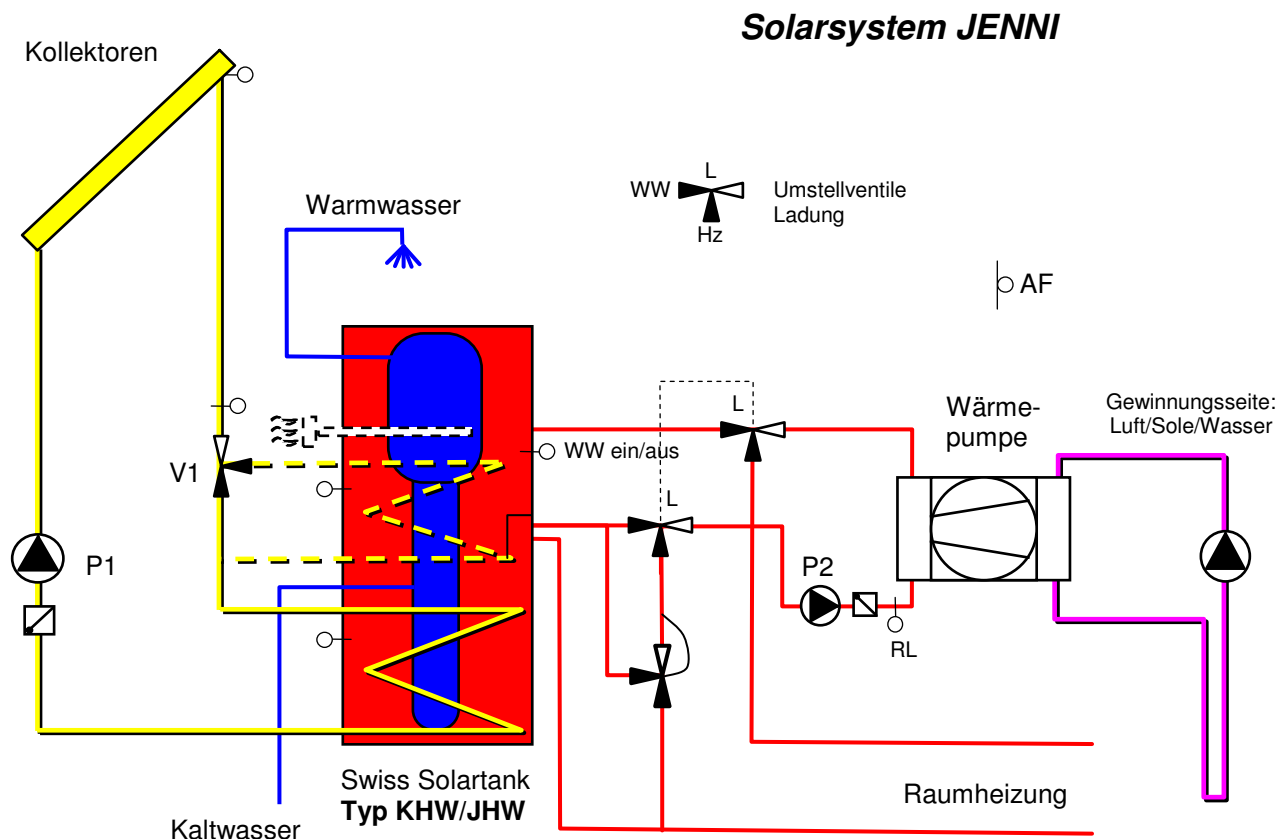 Solarsystem JENNI
Kollektoren
L
WW
Umstellventile
Ladung
Hz
Warmwasser
AF
L
Wärme-
pumpe
Gewinnungsseite:
Luft/Sole/Wasser
WW ein/aus
V1
L
P1
P2
RL
Swiss Solartank
Typ KHW/JHW
Raumheizung
Kaltwasser